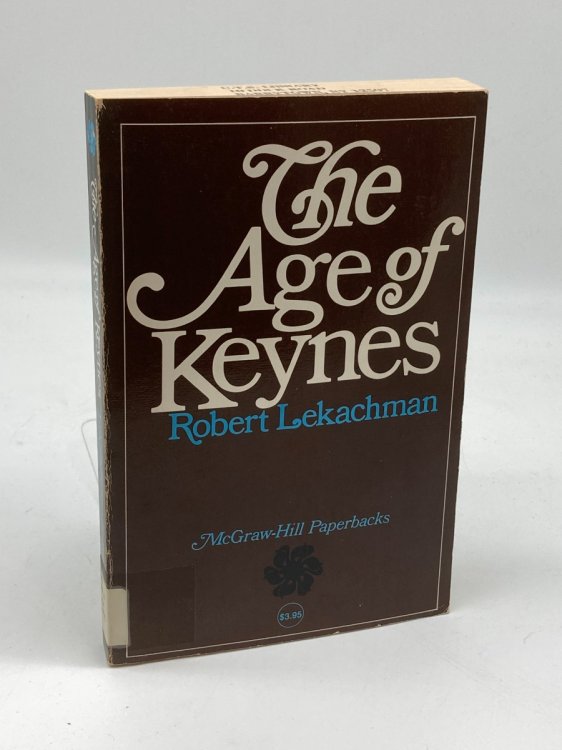 The
Age of
Keynes
Robert Lekachman
McGraw-Hill Paperbacks
$3.95